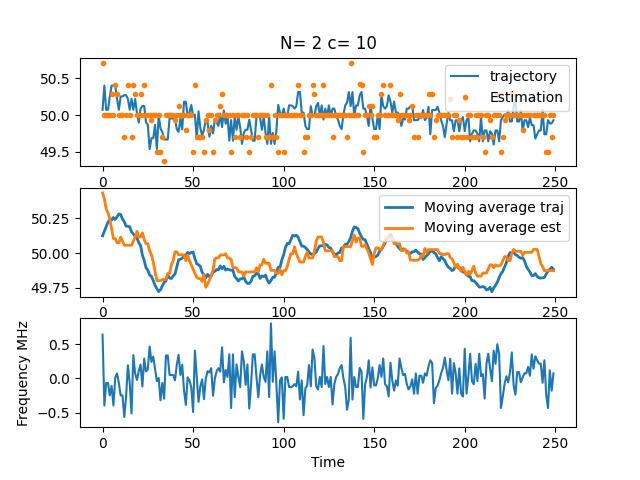 N= 2 c= 10
50.5
50.0
49.5
trajectory
Estimation
0 50 100 150 200 250
50.25
50.00
49.75
Moving average traj
Moving average est
0 50 100 150 200 250
Frequency MHz
0.5
0.0
−0.5
0 50 100 150 200 250
Time